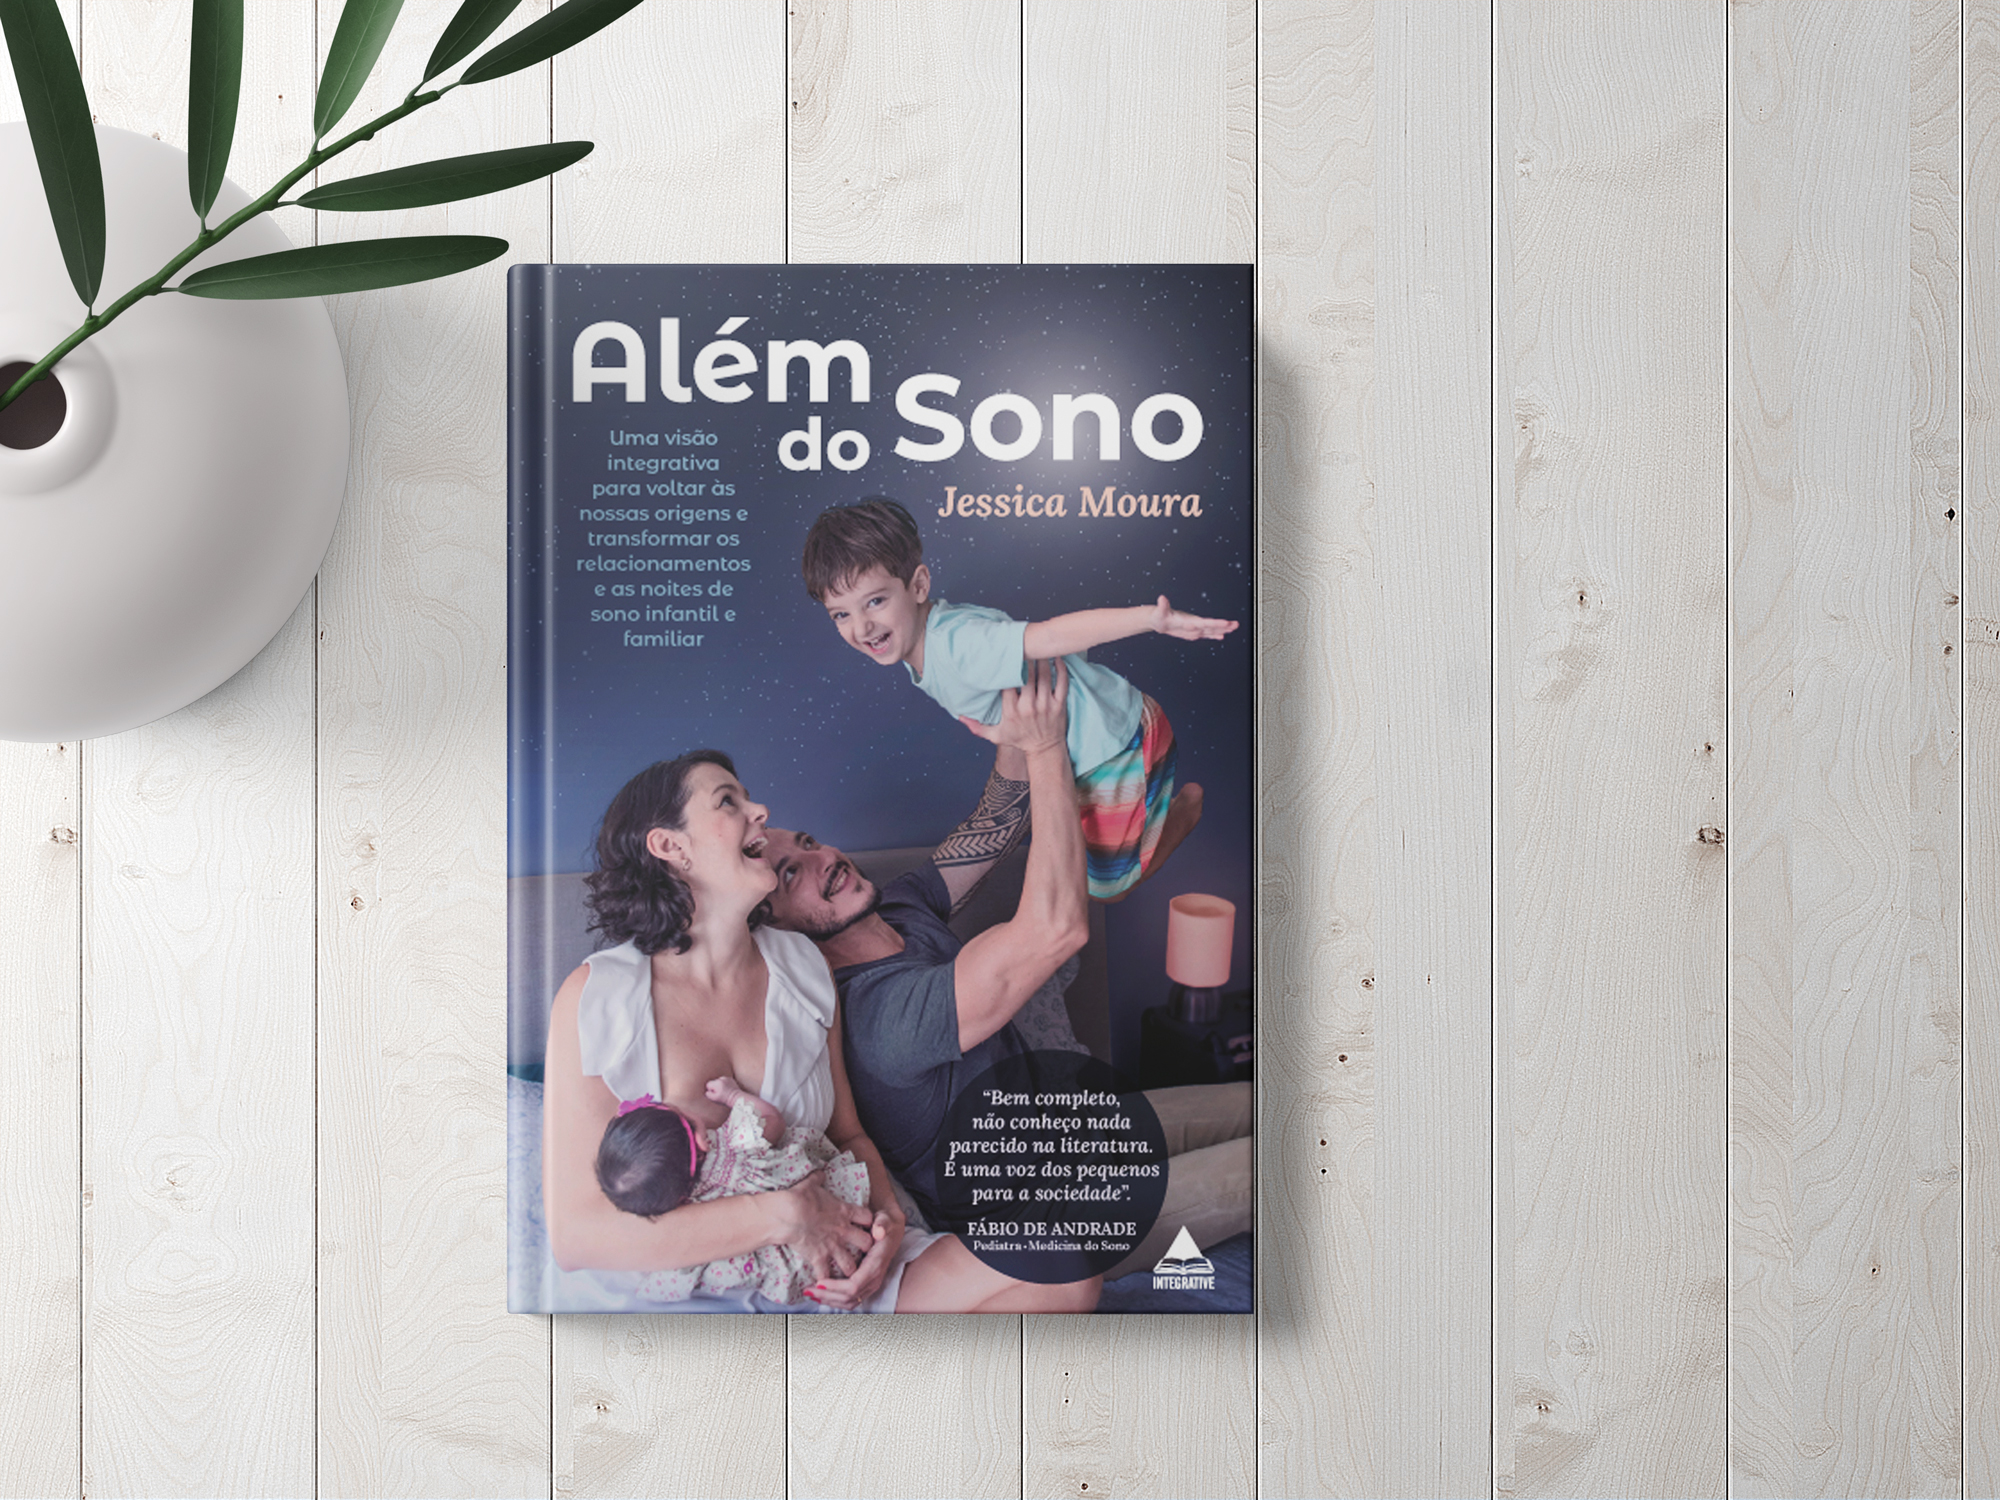 Além
do Sono
Jessica Moura
Uma visão
integrativa
para voltar às
nossas origens e
transformar os
relacionamentos
e as noites de
sono infantil e
familiar
“Bem completo,
não conheço nada
parecido na literatura.
É uma voz dos pequenos
para a sociedade”.
FÁBIO DE ANDRADE
Pediatra - Medicina do Sono
INTEGRATIVE